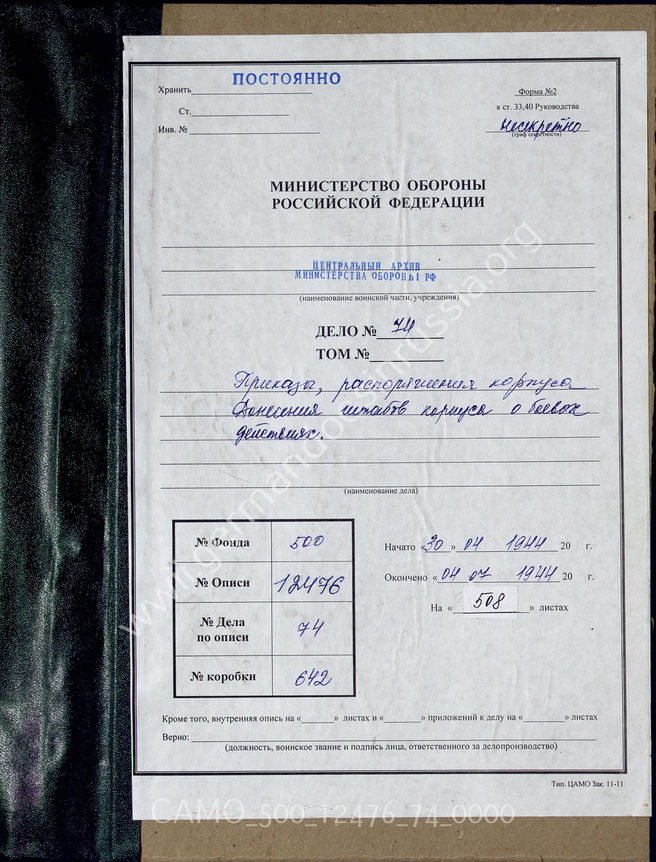 ПОСТОЯННО
Хранить
Форма №2
Ст.
к ст. 33,40 Руководства
Инв. №
несекретно
(гриф секретности)
МИНИСТЕРСТВО ОБОРОНЫ
РОССИЙСКОЙ ФЕДЕРАЦИИ
ЦЕНТРАЛЬНЫЙ АРХИВ
МИНИСТЕРСТВА ОБОРОНЫ РФ
(наименование воинской части, учреждения)
ДЕЛО № 74
ТОМ №
Приказы, распоряжения корпуса
Донесения штабов корпуса о боевых
действиях.
(наименование дела)
№ Фонда 500
№ Описи 12476
№ Дела
по описи 74
№ коробки 642
Начато «30» 04 1944 20 г.
Окончено «04 07 1944 20 г.
На « 508 » листах
Кроме того, внутренняя опись на « » листах и « » приложений к делу на « » листах
Верно:
(должность, воинское звание и подпись лица, ответственного за делопроизводство)
Тип. ЦАМО Зак. 11-11
www.germandocsinrussia.org
CAMO_500_12476_74_0000